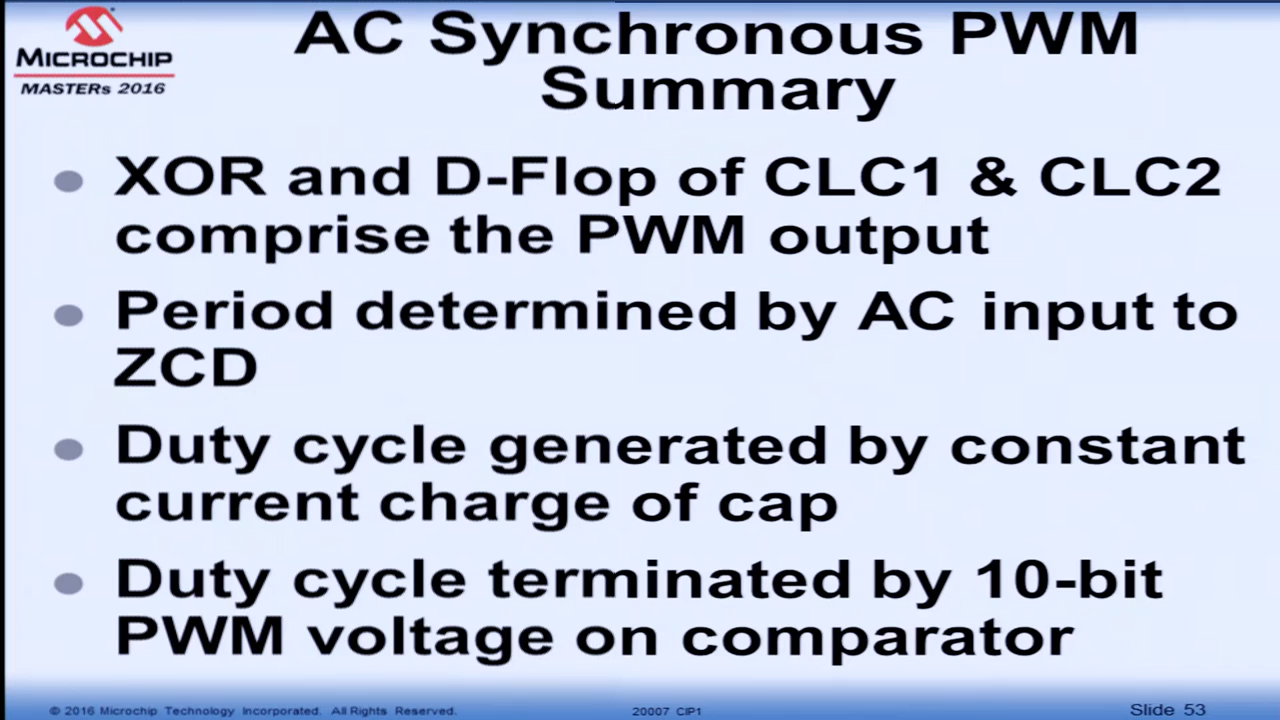 AC Synchronous PWM
Summary
MICROCHIP
MASTERs 2016
XOR and D-Flop of CLC1 & CLC2
comprise the PWM output
Period determined by AC input to
ZCD
Duty cycle generated by constant
current charge of cap
Duty cycle terminated by 10-bit
PWM voltage on comparator
© 2016 Microchip Technology Incorporated. All Rights Reserved.
20007 CIP1
Slide 53